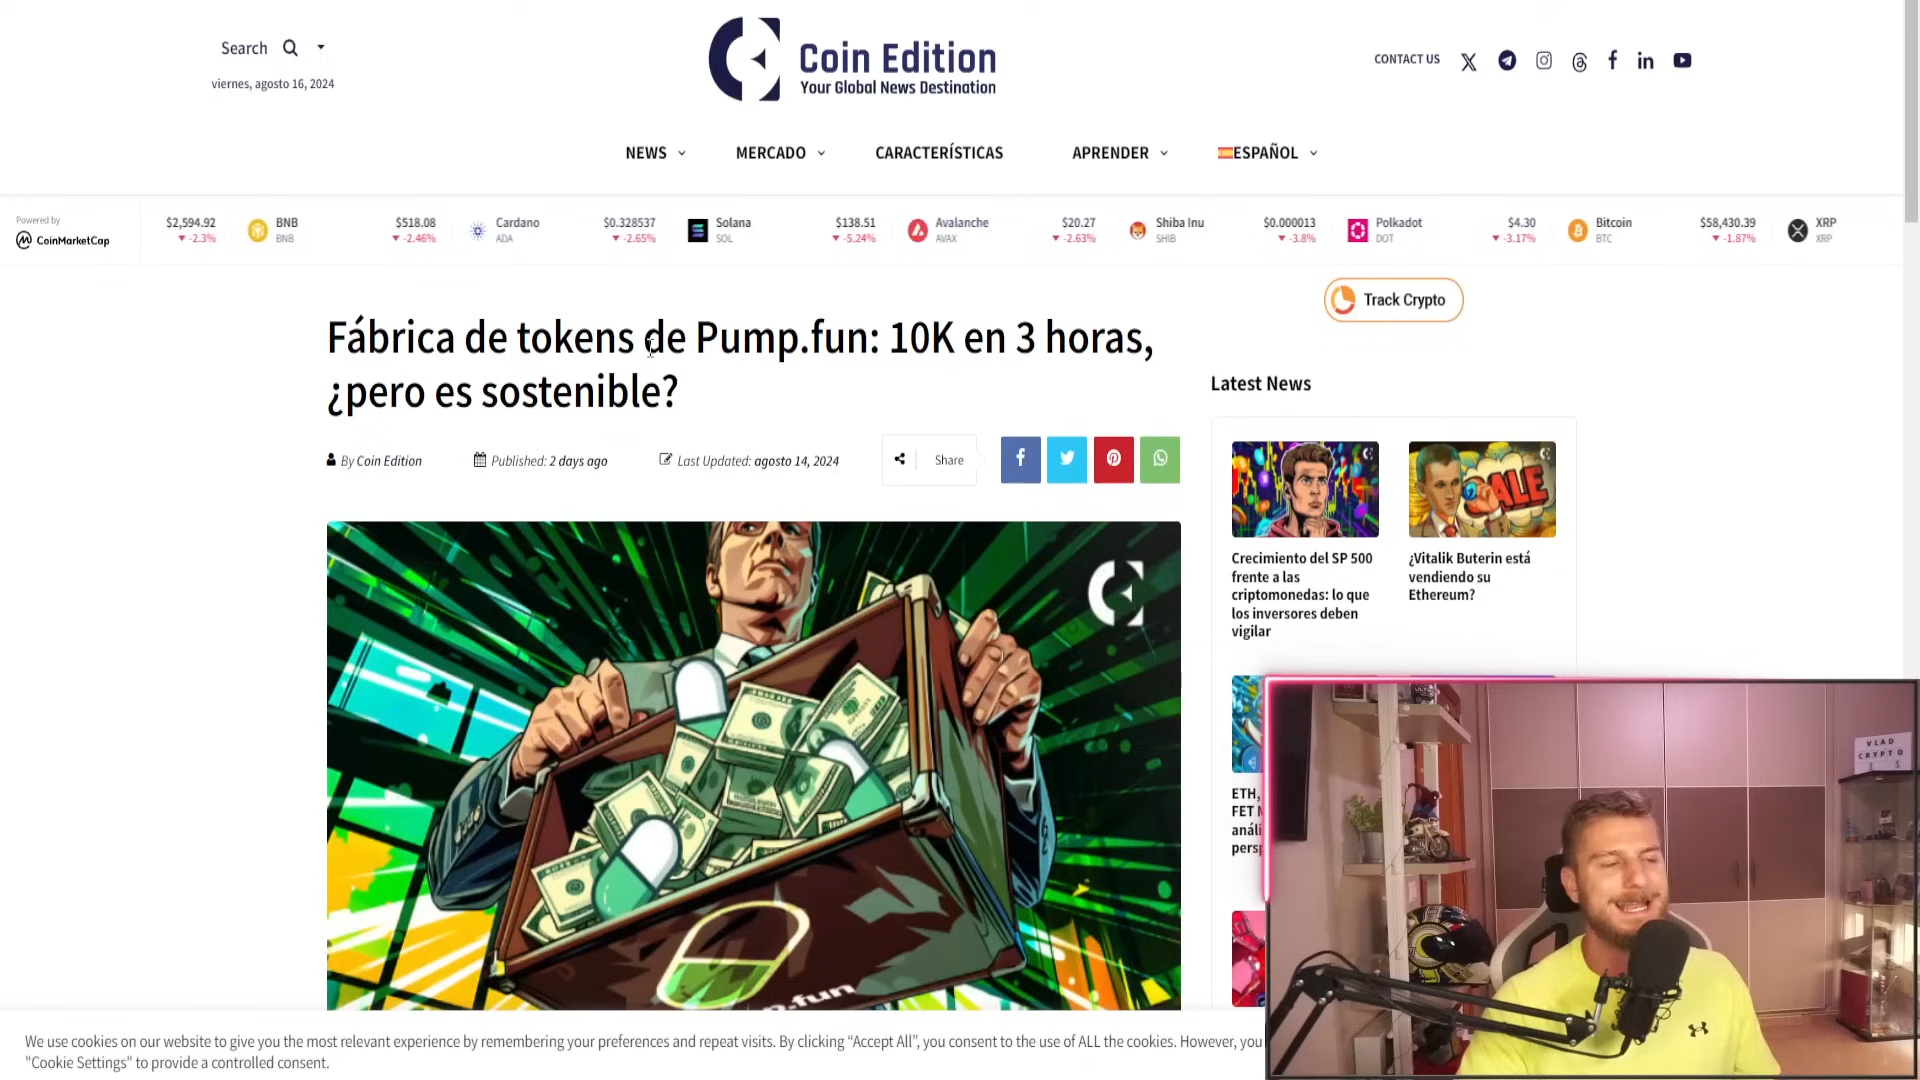 Search
viernes, agosto 16, 2024
Coin Edition
Your Global News Destination
CONTACT US
NEWS
MERCADO
CARACTERÍSTICAS
APRENDER
ESPAÑOL
Powered by
CoinMarketCap
$2,594.92
-2.3%
BNB
BNB
$518.08
-2.46%
Cardano
ADA
$0.328537
-2.65%
Solana
SOL
$138.51
-5.24%
Avalanche
AVAX
$20.27
-2.63%
Shiba Inu
SHIB
$0.000013
-3.8%
Polkadot
DOT
$4.30
-3.17%
Bitcoin
BTC
$58,430.39
-1.87%
XRP
XRP
Track Crypto
Fábrica de tokens de Pump.fun: 10K en 3 horas,
¿pero es sostenible?
By Coin Edition
Published: 2 days ago
Last Updated: agosto 14, 2024
Share
Latest News
ALE
Crecimiento del SP 500
frente a las
criptomonedas: lo que
los inversores deben
vigilar
¿Vitalik Buterin está
vendiendo su
Ethereum?
ETH,
FET
VLAD
CRYPTO
p.fun
We use cookies on our website to give you the most relevant experience by remembering your preferences and repeat visits. By clicking “Accept All”, you consent to the use of ALL the cookies. However, you
"Cookie Settings" to provide a controlled consent.